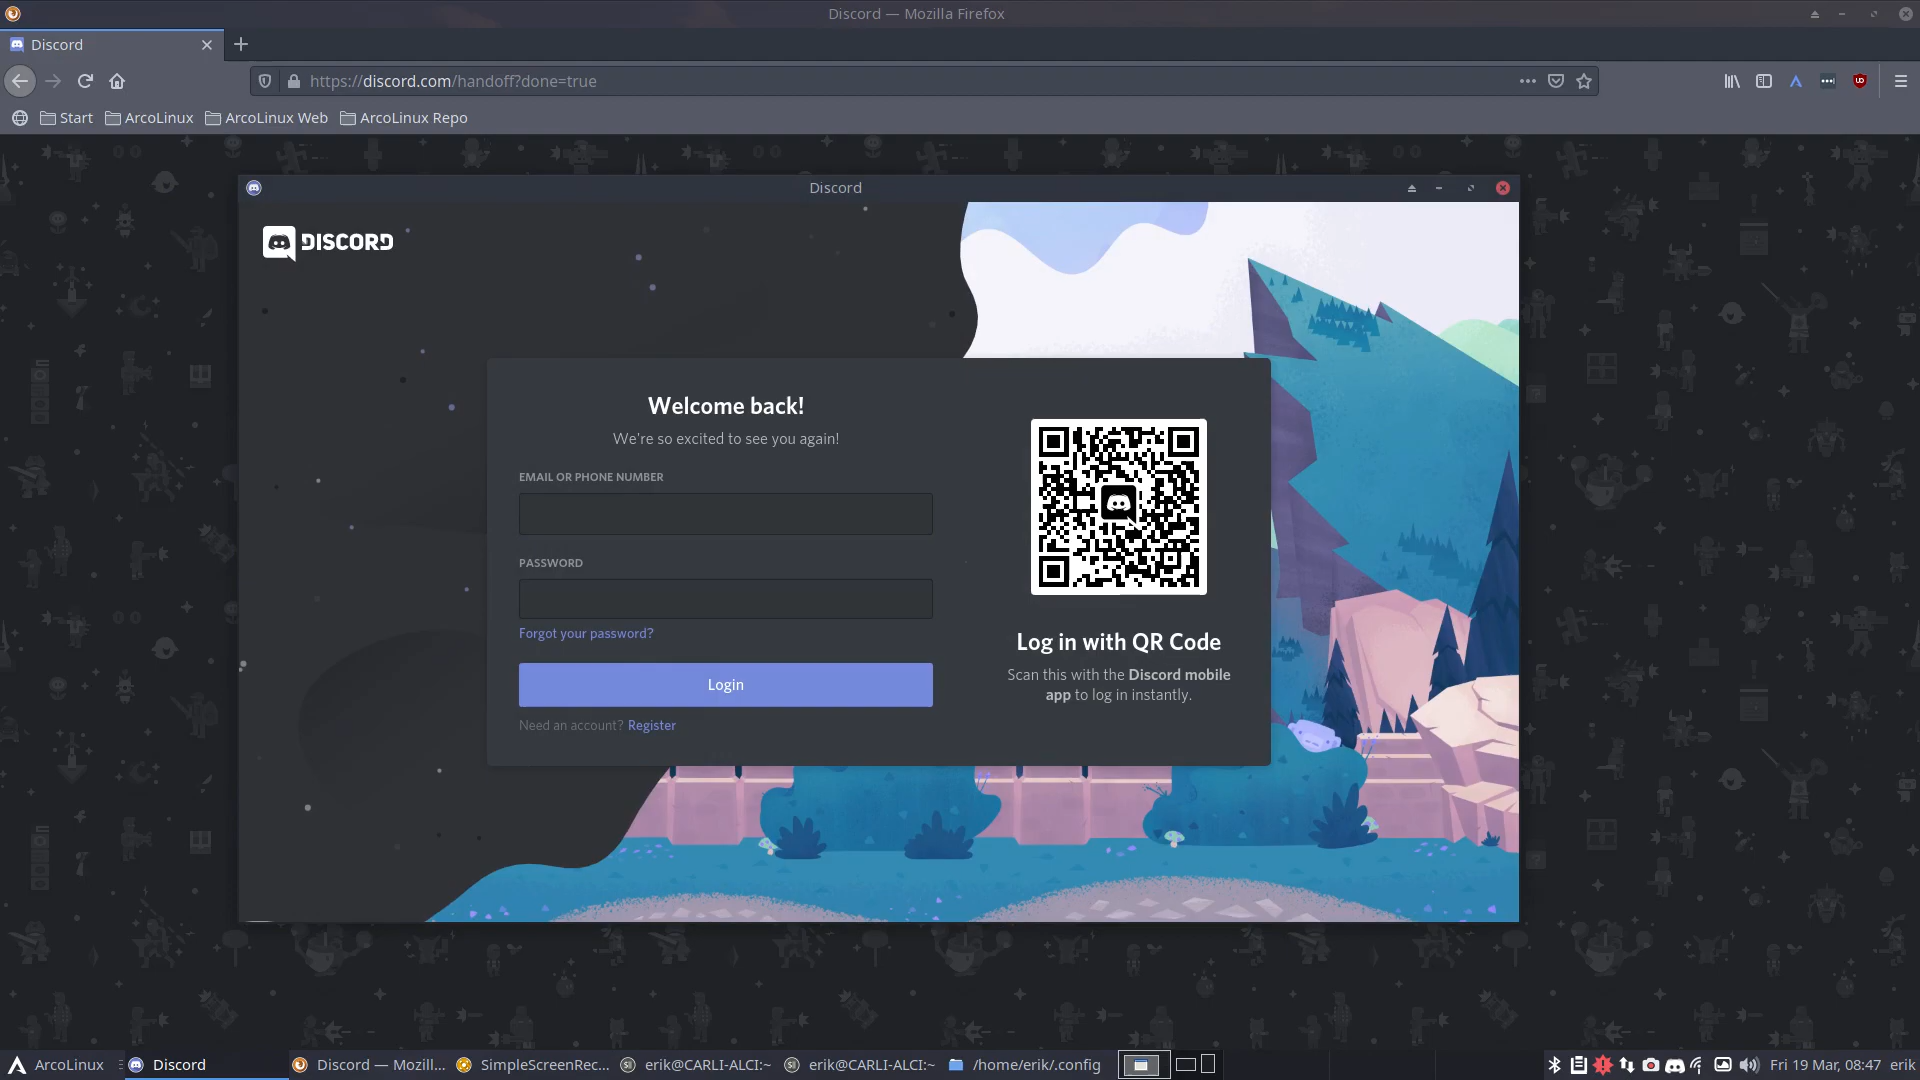 Discord — Mozilla Firefox
Discord
https://discord.com/handoff?done=true
Start
ArcoLinux
ArcoLinux Web
ArcoLinux Repo
Discord
DISCORD
Welcome back!
We're so excited to see you again!
EMAIL OR PHONE NUMBER
PASSWORD
Forgot your password?
Login
Need an account? Register
Log in with QR Code
Scan this with the Discord mobile
app to log in instantly.
ArcoLinux
Discord
Discord — Mozill...
SimpleScreenRec...
erik@CARLI-ALCI:~
erik@CARLI-ALCI:~
/home/erik/.config
Fri 19 Mar, 08:47
erik